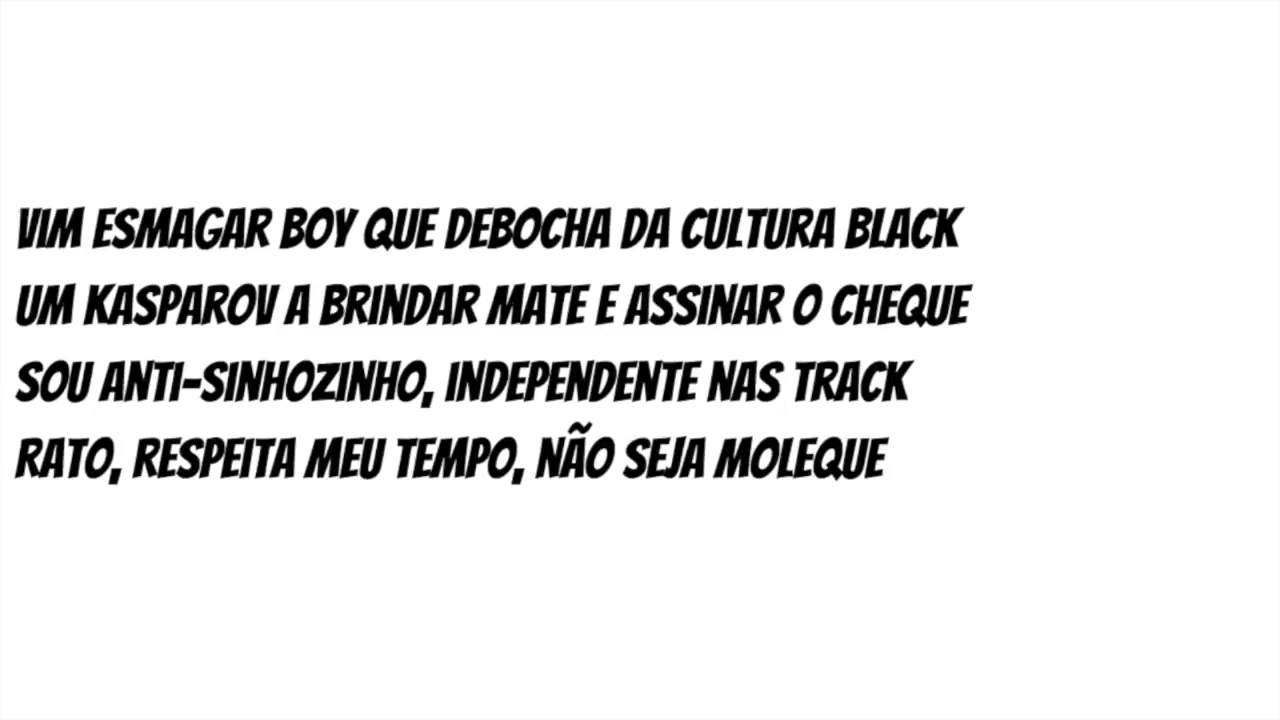 VIM ESMAGAR BOY QUE DEBOCHA DA CULTURA BLACK
UM KASPAROV A BRINDAR MATE E ASSINAR O CHEQUE
SOU ANTI-SINHOZINHO, INDEPENDENTE NAS TRACK
RATO, RESPEITA MEU TEMPO, NÃO SEJA MOLEQUE